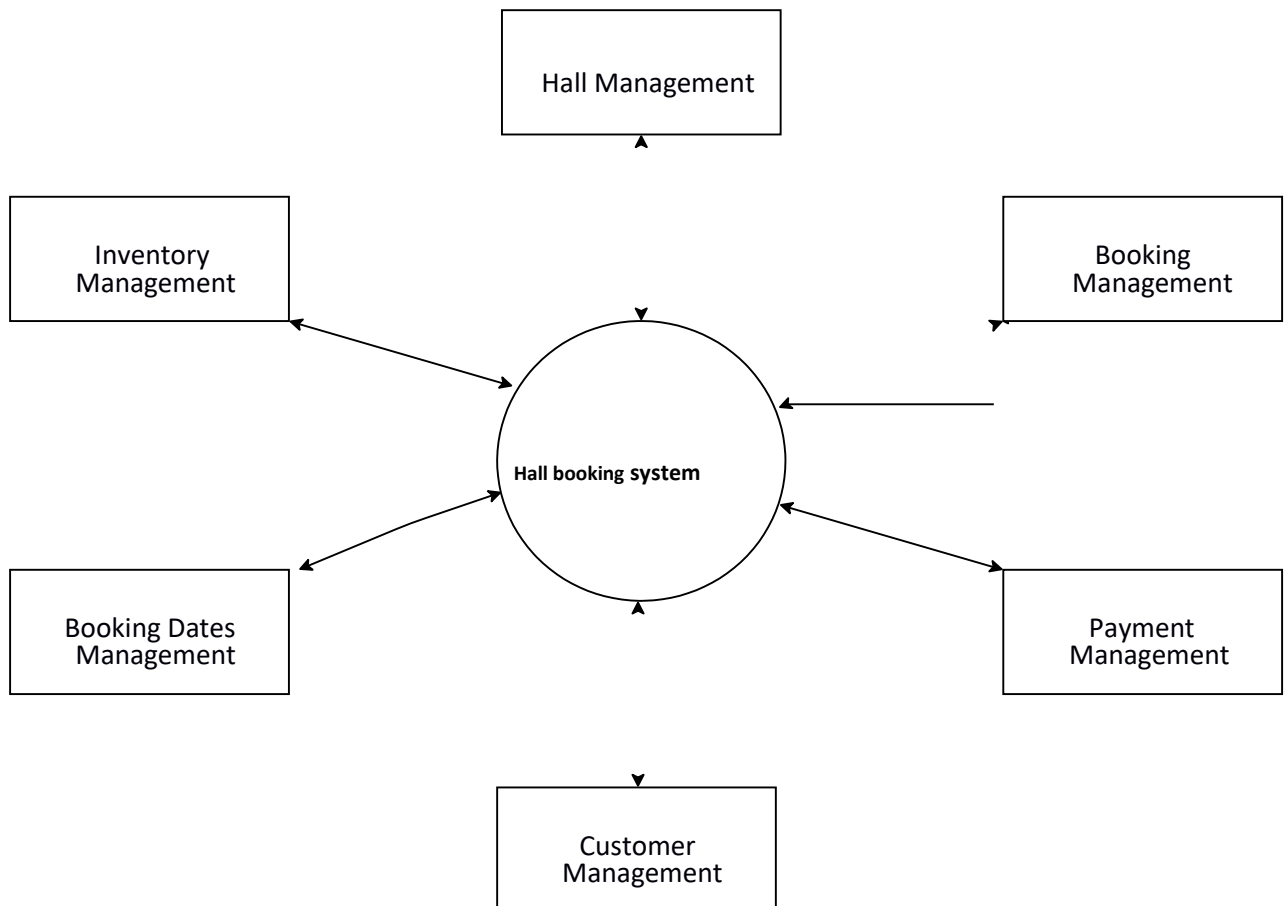 Hall Management
Inventory
Management
Booking
Management
Hall booking system
Booking Dates
Management
Payment
Management
Customer
Management